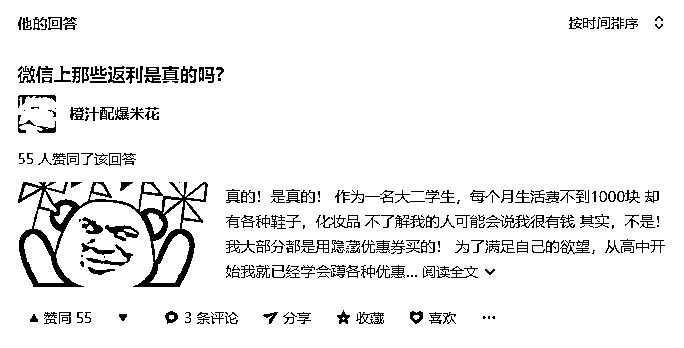 他的回答
按时间排序
微信上那些返利是真的吗?
橙汁配爆米花
55 人赞同了该回答
真的！是真的！ 作为一名大二学生，每个月生活费不到1000块 却
有各种鞋子，化妆品 不了解我的人可能会说我很有钱 其实，不是！
我大部分都是用隐藏优惠券买的！ 为了满足自己的欲望，从高中开
始我就已经学会蹲各种优惠... 阅读全文
赞同 55
3 条评论
分享
收藏
喜欢